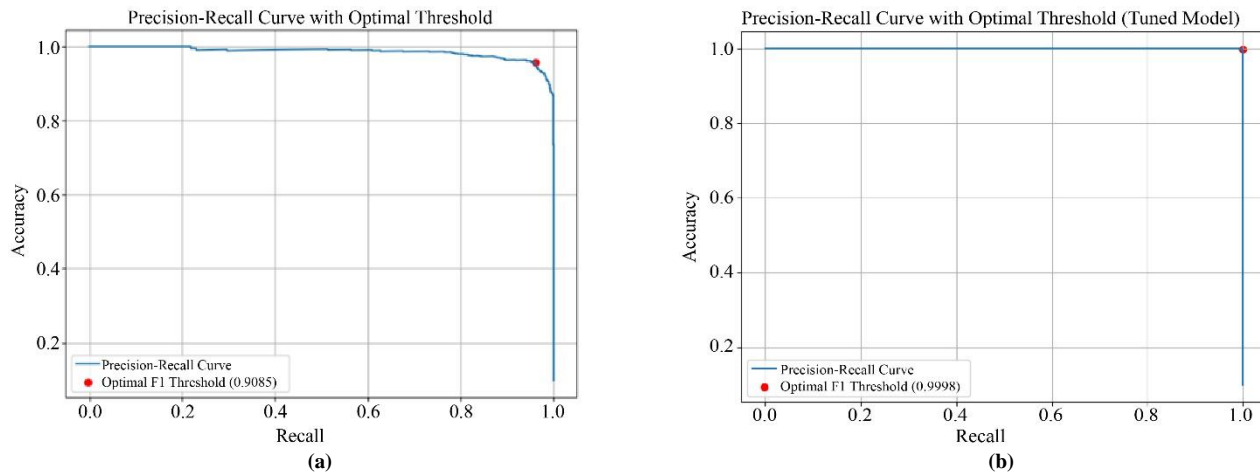 Precision-Recall Curve with Optimal Threshold
1.0
0.8
0.6
0.4
0.2
Accuracy
Precision-Recall Curve
Optimal F1 Threshold (0.9085)
0.0 0.2 0.4 0.6 0.8 1.0
Recall
(a)
Precision-Recall Curve with Optimal Threshold (Tuned Model)
1.0
0.8
0.6
0.4
0.2
Accuracy
Precision-Recall Curve
Optimal F1 Threshold (0.9998)
0.0 0.2 0.4 0.6 0.8 1.0
Recall
(b)